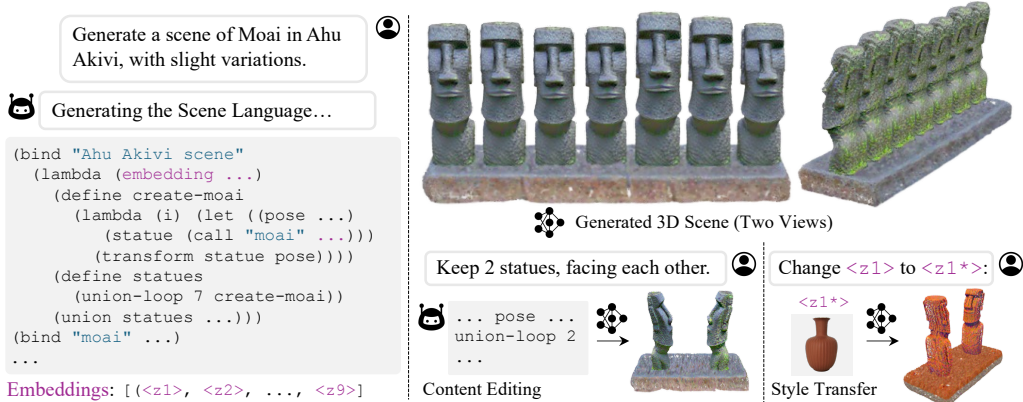 Generate a scene of Moai in Ahu
Akivi, with slight variations.
Generating the Scene Language…
(bind "Ahu Akivi scene"
  (lambda (embedding ...)
    (define create-moai
      (lambda (i) (let ((pose ...)
         (statue (call "moai" ...)))
        (transform statue pose))))
    (define statues
      (union-loop 7 create-moai))
    (union statues ...)))
(bind "moai" ...)
...
Embeddings: [(<z1>, <z2>, ..., <z9>]
Generated 3D Scene (Two Views)
Keep 2 statues, facing each other.
... pose ...
union-loop 2
...
Content Editing
Change <z1> to <z1*>:
<z1*>
Style Transfer